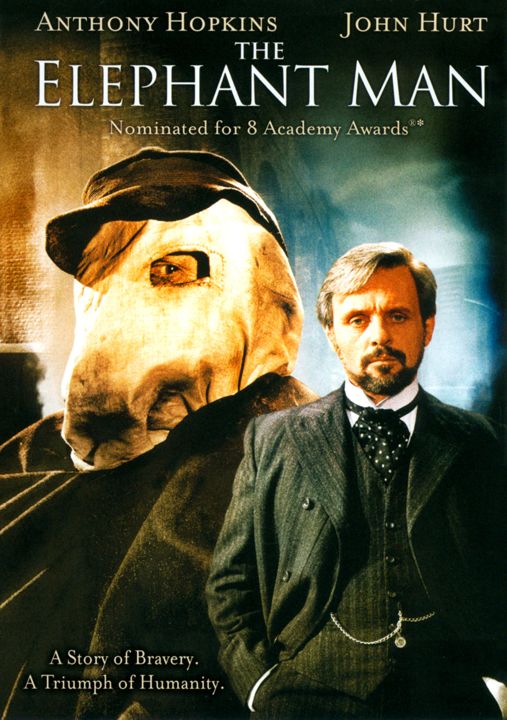 ANTHONY HOPKINS JOHN HURT
THE
ELEPHANT MAN
Nominated for 8 Academy Awards®*
A Story of Bravery.
A Triumph of Humanity.